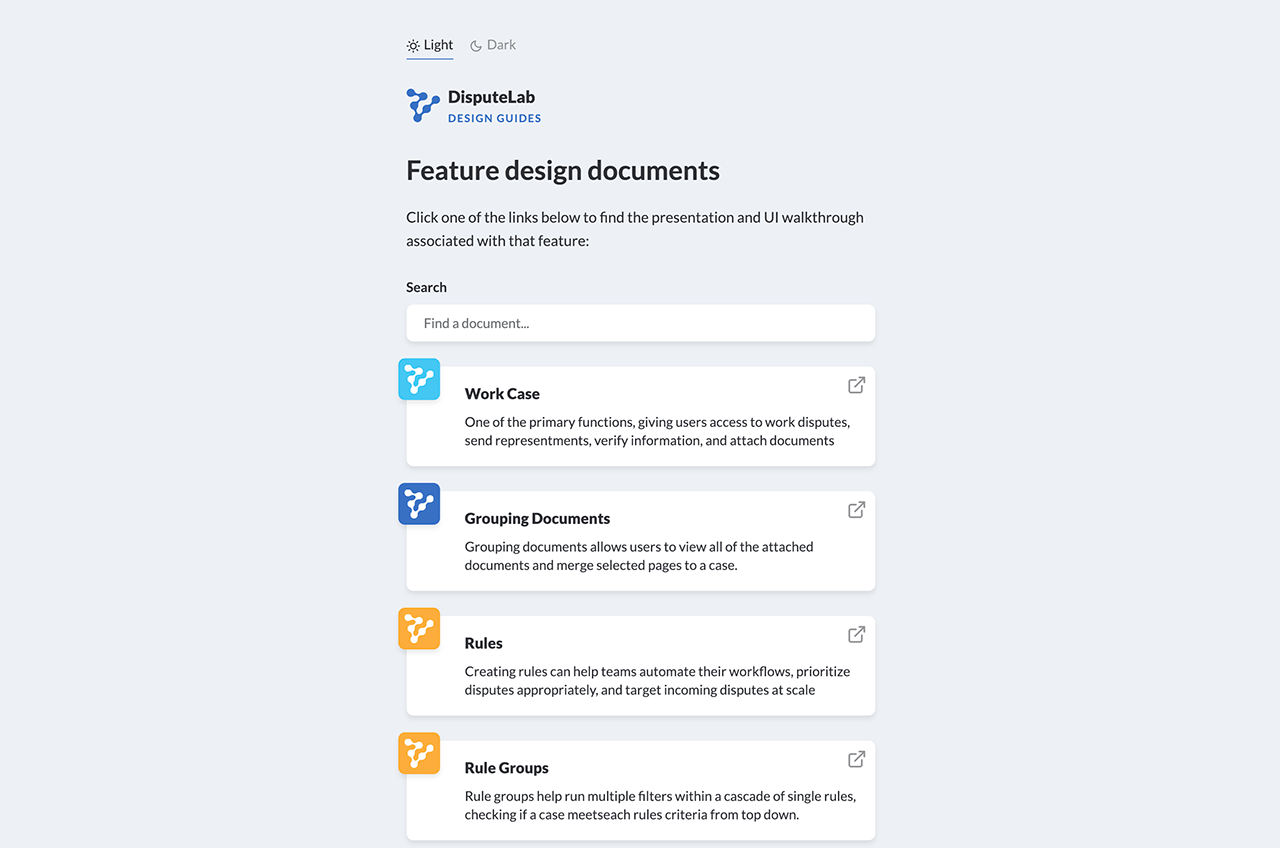 Light
Dark
DisputeLab
DESIGN GUIDES
Feature design documents
Click one of the links below to find the presentation and UI walkthrough
associated with that feature:
Search
Find a document...
Work Case
One of the primary functions, giving users access to work disputes,
send representments, verify information, and attach documents
Grouping Documents
Grouping documents allows users to view all of the attached
documents and merge selected pages to a case.
Rules
Creating rules can help teams automate their workflows, prioritize
disputes appropriately, and target incoming disputes at scale
Rule Groups
Rule groups help run multiple filters within a cascade of single rules,
checking if a case meetseach rules criteria from top down.